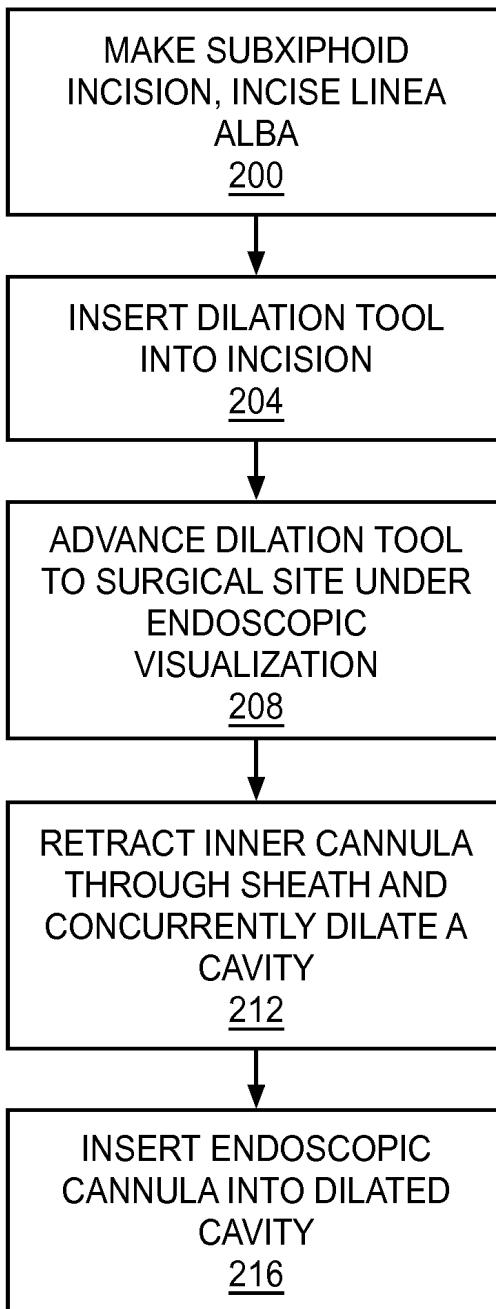 MAKE SUBXIPHOID
INCISION, INCISE LINEA
ALBA
200
INSERT DILATION TOOL
INTO INCISION
204
ADVANCE DILATION TOOL
TO SURGICAL SITE UNDER
ENDOSCOPIC
VISUALIZATION
208
RETRACT INNER CANNULA
THROUGH SHEATH AND
CONCURRENTLY DILATE A
CAVITY
212
INSERT ENDOSCOPIC
CANNULA INTO DILATED
CAVITY
216